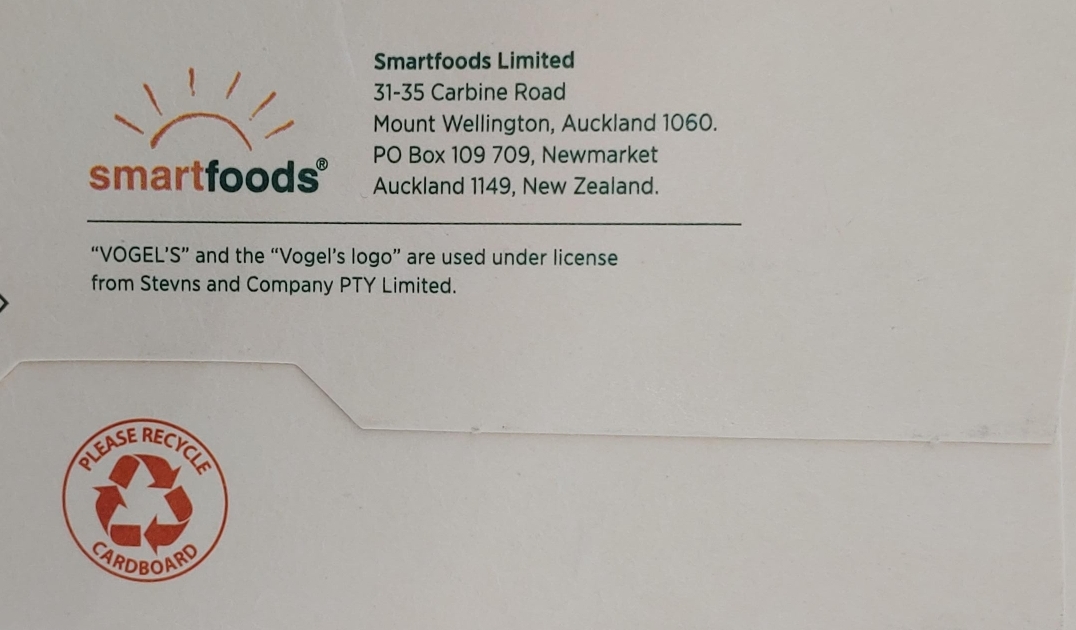 smartfoods®
Smartfoods Limited
31-35 Carbine Road
Mount Wellington, Auckland 1060.
PO Box 109 709, Newmarket
Auckland 1149, New Zealand.
“VOGEL’S” and the “Vogel’s logo” are used under license
from Stevns and Company PTY Limited.
PLEASE RECYCLE
CARDBOARD